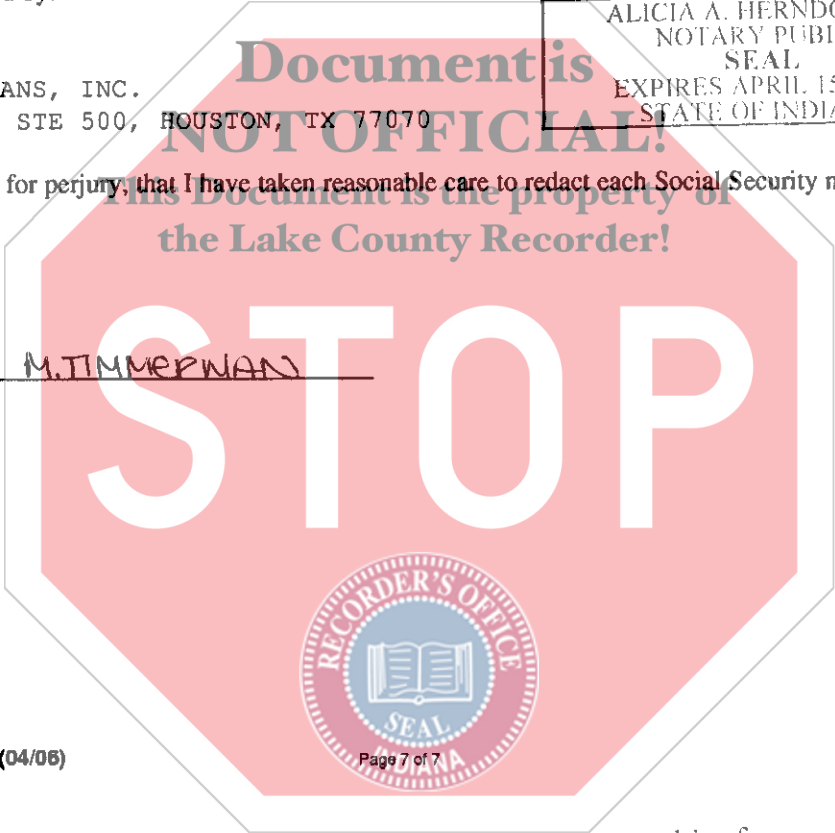 ALICIA A. HERNDO
NOTARY PUBLI
SEAL
EXPIRES APRIL 15
STATE OF INDIA
Document is
NOT OFFICIAL!
This Document is the property of
the Lake County Recorder!
ANS, INC.
STE 500, HOUSTON, TX 77070
for perjury, that I have taken reasonable care to redact each Social Security n
M. TIMMERMAN
STOP
RECORDER'S OFFICE
SEAL
INDIANA
(04/06)
Page 7 of 7